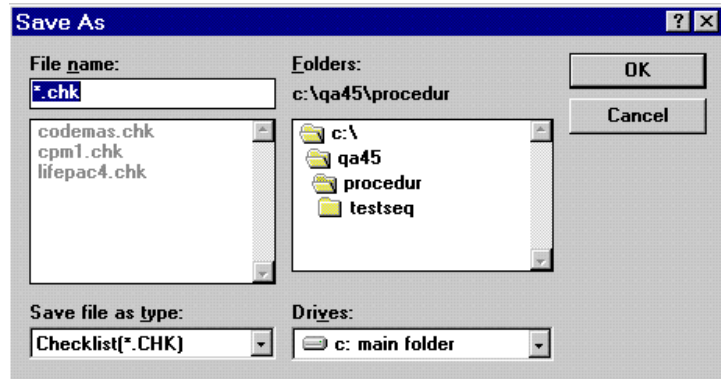 Save As
File name:
*.chk
codemas.chk
cpm1.chk
lifepac4.chk
Save file as type:
Checklist(*.CHK)
Folders:
c:\qa45\procedur
c:\
qa45
procedur
testseq
Drives:
c: main folder
OK
Cancel